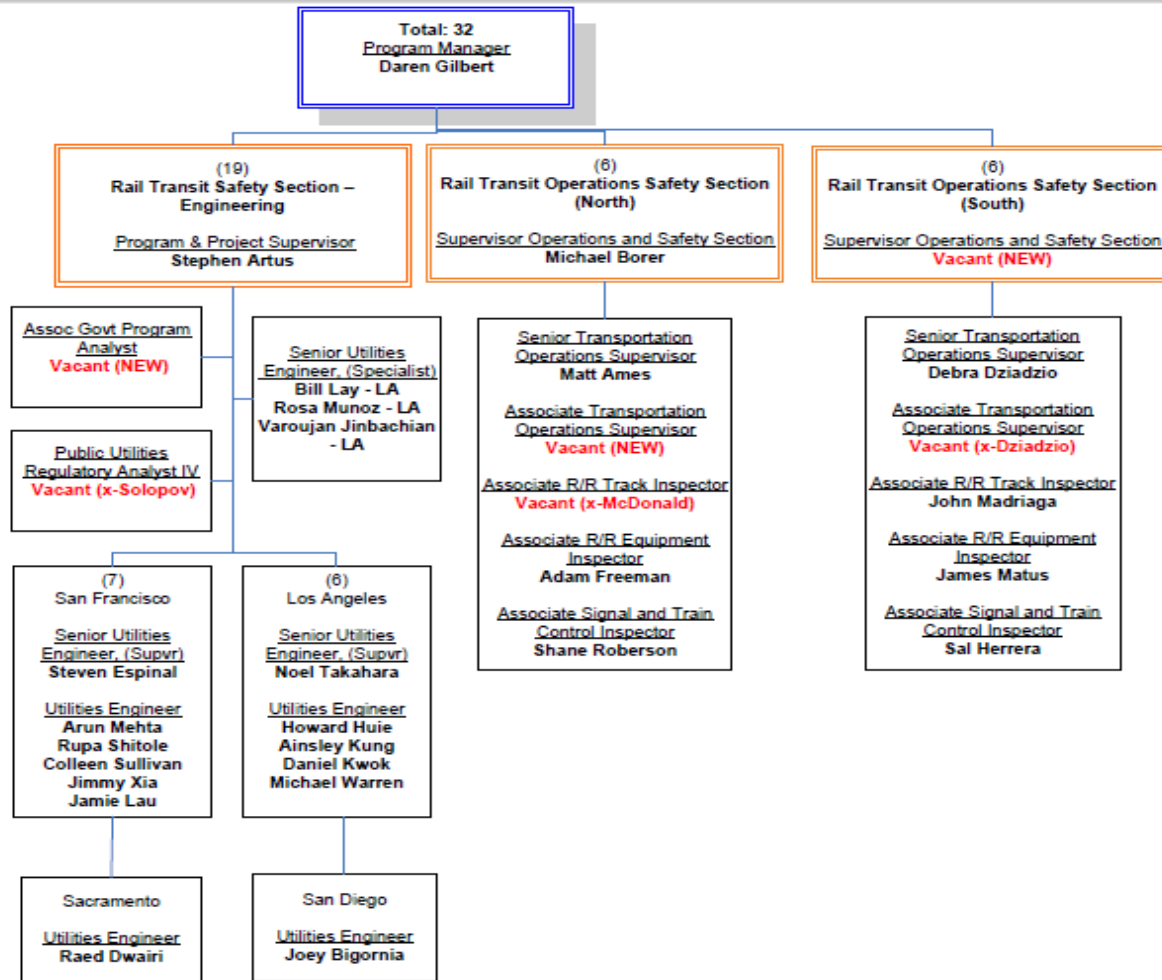 Total: 32
Program Manager
Daren Gilbert
(19)
Rail Transit Safety Section –
Engineering
Program & Project Supervisor
Stephen Artus
(6)
Rail Transit Operations Safety Section
(North)
Supervisor Operations and Safety Section
Michael Borer
(6)
Rail Transit Operations Safety Section
(South)
Supervisor Operations and Safety Section
Vacant (NEW)
Assoc Govt Program
Analyst
Vacant (NEW)
Public Utilities
Regulatory Analyst IV
Vacant (x-Solopov)
Senior Utilities
Engineer, (Specialist)
Bill Lay - LA
Rosa Munoz - LA
Varoujan Jinbachian
- LA
Senior Transportation
Operations Supervisor
Matt Ames
Associate Transportation
Operations Supervisor
Vacant (NEW)
Associate R/R Track Inspector
Vacant (x-McDonald)
Associate R/R Equipment
Inspector
Adam Freeman
Associate Signal and Train
Control Inspector
Shane Roberson
Senior Transportation
Operations Supervisor
Debra Dziadzio
Associate Transportation
Operations Supervisor
Vacant (x-Dziadzio)
Associate R/R Track Inspector
John Madriaga
Associate R/R Equipment
Inspector
James Matus
Associate Signal and Train
Control Inspector
Sal Herrera
(7)
San Francisco
Senior Utilities
Engineer, (Supvr)
Steven Espinal
Utilities Engineer
Arun Mehta
Rupa Shitole
Colleen Sullivan
Jimmy Xia
Jamie Lau
(6)
Los Angeles
Senior Utilities
Engineer, (Supvr)
Noel Takahara
Utilities Engineer
Howard Huie
Ainsley Kung
Daniel Kwok
Michael Warren
Sacramento
Utilities Engineer
Raed Dwairi
San Diego
Utilities Engineer
Joey Bigornia